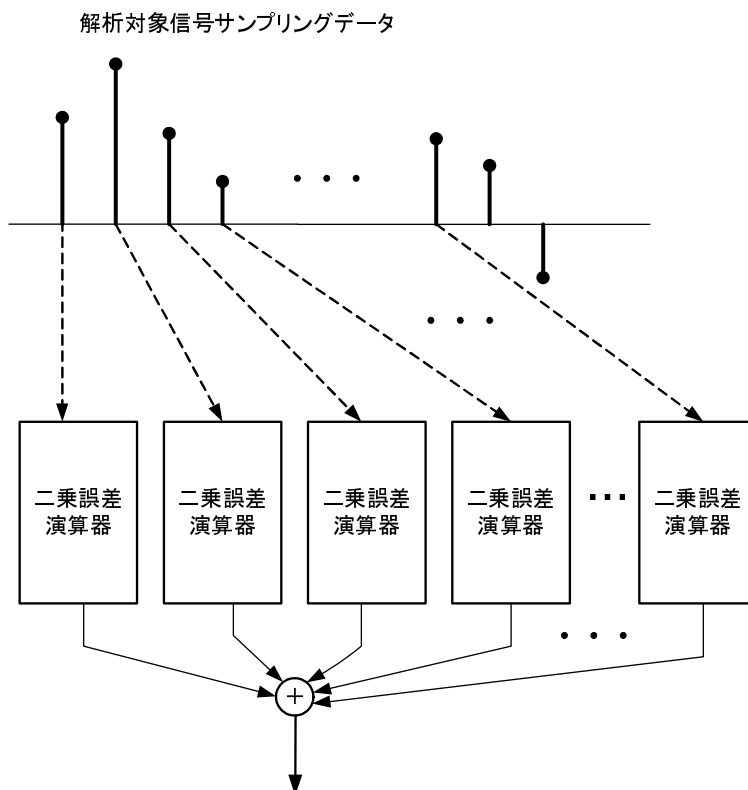 解析対象信号サンプリングデータ
・・・
・・・
二乗誤差
演算器
二乗誤差
演算器
二乗誤差
演算器
二乗誤差
演算器
・・・
二乗誤差
演算器
・・・
+